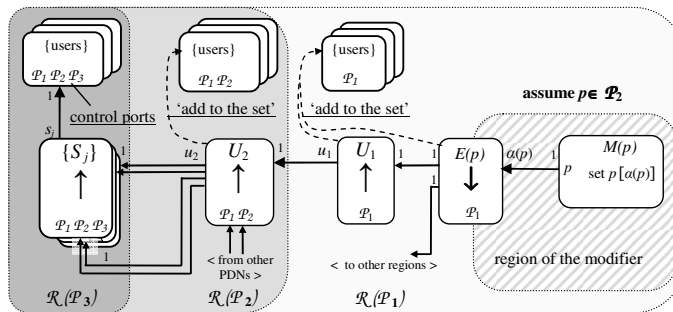 {users}
𝒫1 𝒫2 𝒫3
control ports
1
sj
{Sj}
𝒫1 𝒫2 𝒫3
1
1
ℛ(𝒫3)
{users}
𝒫1 𝒫2
'add to the set'
u2
U2
𝒫1 𝒫2
< from other
PDNs >
ℛ(𝒫2)
1
u1
{users}
𝒫1
'add to the set'
U1
𝒫1
1
1
1
E(p)
𝒫1
< to other regions >
ℛ(𝒫1)
assume p∈ 𝒫2
α(p)
1
p
M(p)
set p [α(p)]
region of the modifier